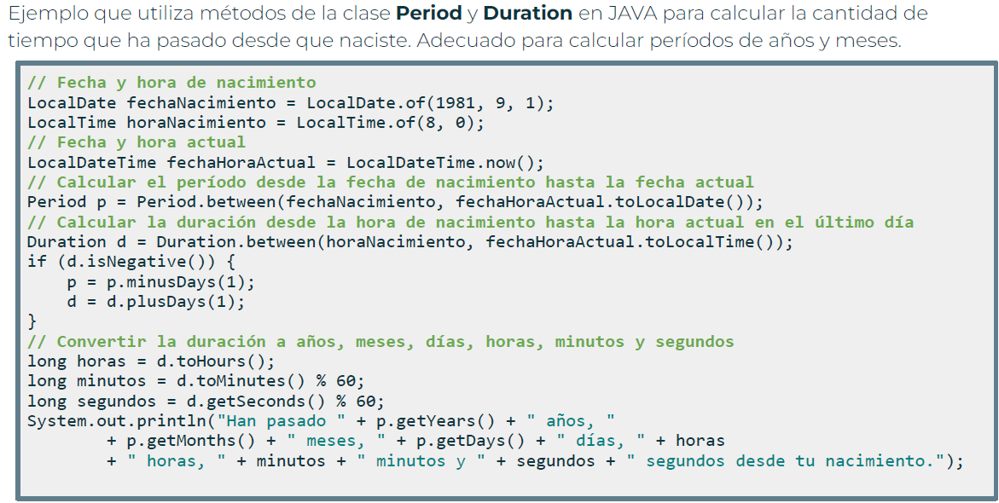 Ejemplo que utiliza métodos de la clase Period y Duration en JAVA para calcular la cantidad de
tiempo que ha pasado desde que naciste. Adecuado para calcular períodos de años y meses.
// Fecha y hora de nacimiento
LocalDate fechaNacimiento = LocalDate.of(1981, 9, 1);
LocalTime horaNacimiento = LocalTime.of(8, 0);
// Fecha y hora actual
LocalDateTime fechaHoraActual = LocalDateTime.now();
// Calcular el período desde la fecha de nacimiento hasta la fecha actual
Period p = Period.between(fechaNacimiento, fechaHoraActual.toLocalDate());
// Calcular la duración desde la hora de nacimiento hasta la hora actual en el último día
Duration d = Duration.between(horaNacimiento, fechaHoraActual.toLocalTime());
if (d.isNegative()) {
    p = p.minusDays(1);
    d = d.plusDays(1);
}
// Convertir la duración a años, meses, días, horas, minutos y segundos
long horas = d.toHours();
long minutos = d.toMinutes() % 60;
long segundos = d.getSeconds() % 60;
System.out.println("Han pasado " + p.getYears() + " años, "
        + p.getMonths() + " meses, " + p.getDays() + " días, " + horas
        + " horas, " + minutos + " minutos y " + segundos + " segundos desde tu nacimiento.");